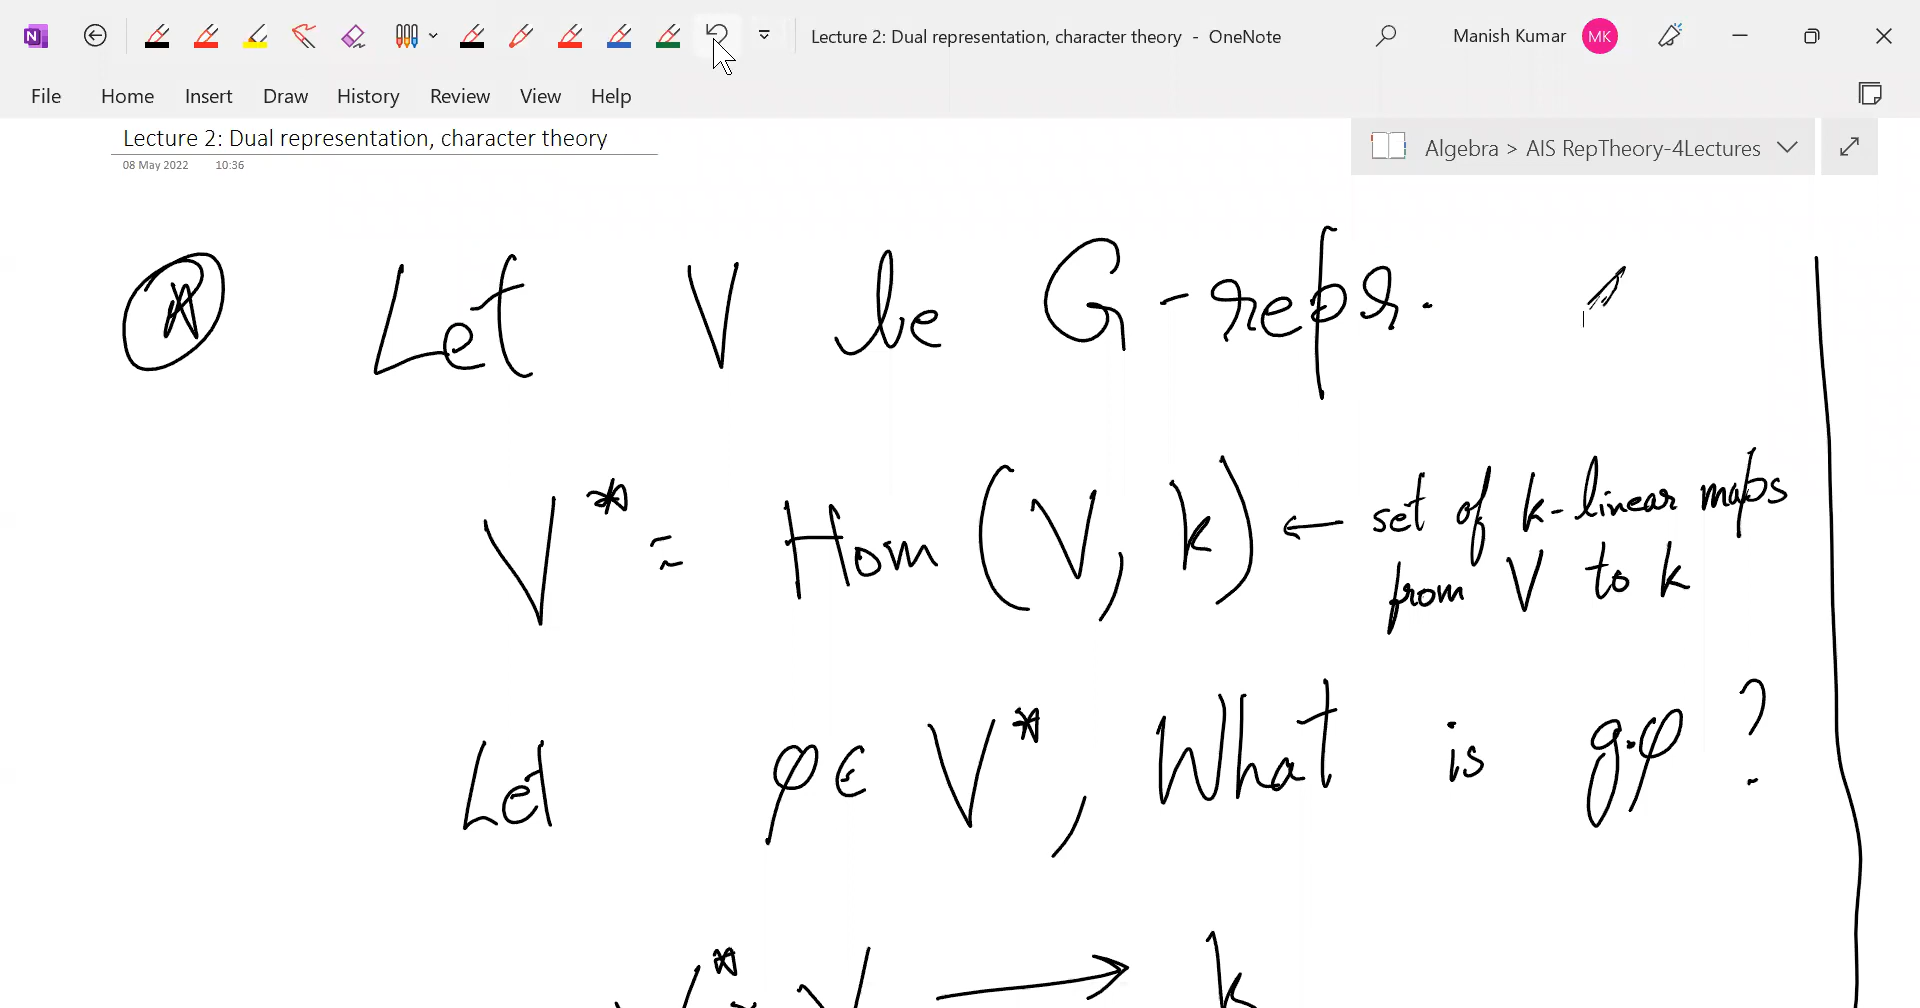 Lecture 2: Dual representation, character theory - OneNote
Manish Kumar MK
File Home Insert Draw History Review View Help
Lecture 2: Dual representation, character theory
08 May 2022 10:36
Algebra > AIS RepTheory-4Lectures
Let V be G-repr.
V* = Hom (V, k) ← set of k-linear maps
from V to k
Let φ ∈ V*, What is g.φ ?
V* × V → k